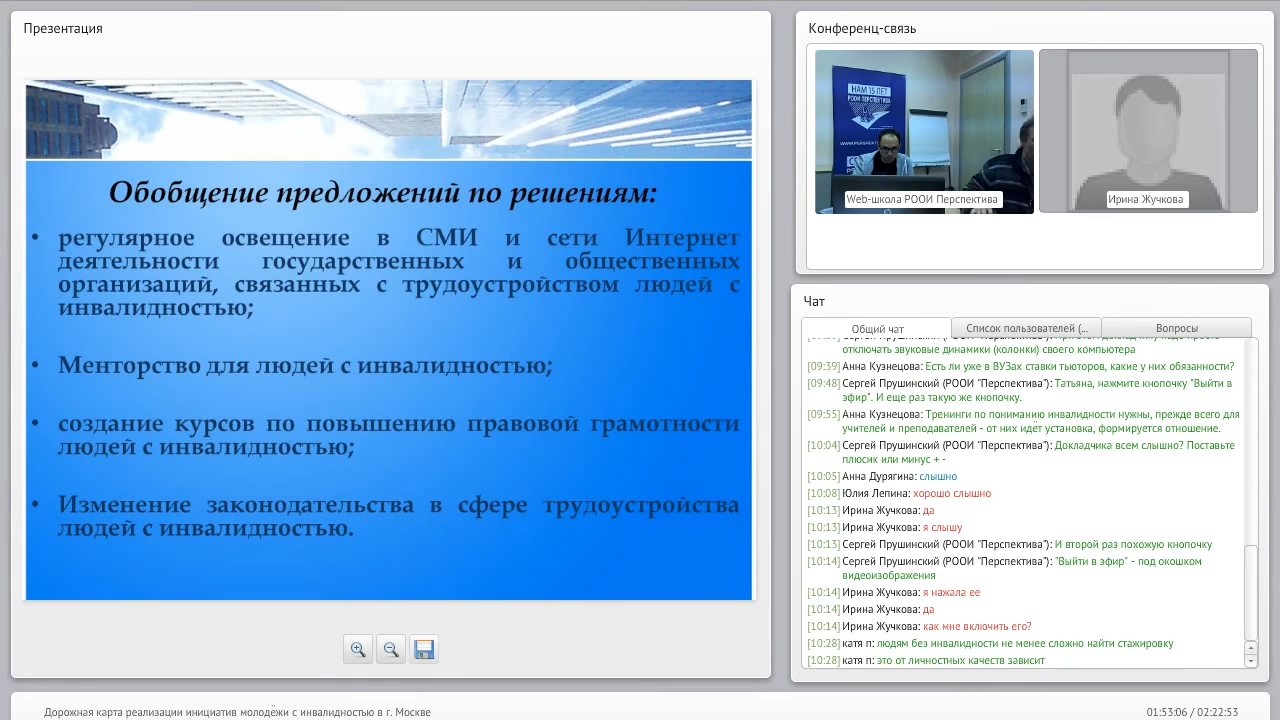 Презентация
Обобщение предложений по решениям:
• регулярное освещение в СМИ и сети Интернет
деятельности государственных и общественных
организаций, связанных с трудоустройством людей с
инвалидностью;
• Менторство для людей с инвалидностью;
• создание курсов по повышению правовой грамотности
людей с инвалидностью;
• Изменение законодательства в сфере трудоустройства
людей с инвалидностью.
Конференц-связь
НАМ 15 ЛЕТ
РООИ ПЕРСПЕКТИВА
Web-школа РООИ Перспектива
Ирина Жучкова
Чат
Общий чат
Список пользователей (...
Вопросы
отключать звуковые динамики (колонки) своего компьютера
[09:39] Анна Кузнецова: Есть ли уже в ВУЗах ставки тьюторов, какие у них обязанности?
[09:48] Сергей Прушинский (РООИ "Перспектива"): Татьяна, нажмите кнопочку "Выйти в
эфир". И еще раз такую же кнопочку.
[09:55] Анна Кузнецова: Тренинги по пониманию инвалидности нужны, прежде всего для
учителей и преподавателей - от них идёт установка, формируется отношение.
[10:04] Сергей Прушинский (РООИ "Перспектива"): Докладчика всем слышно? Поставьте
плюсик или минус + -
[10:05] Анна Дурягина: слышно
[10:08] Юлия Лепина: хорошо слышно
[10:13] Ирина Жучкова: да
[10:13] Ирина Жучкова: я слышу
[10:13] Сергей Прушинский (РООИ "Перспектива"): И второй раз похожую кнопочку
[10:14] Сергей Прушинский (РООИ "Перспектива"): "Выйти в эфир" - под окошком
видеоизображения
[10:14] Ирина Жучкова: я нажала ее
[10:14] Ирина Жучкова: да
[10:14] Ирина Жучкова: как мне включить его?
[10:28] катя п: людям без инвалидности не менее сложно найти стажировку
[10:28] катя п: это от личностных качеств зависит
Дорожная карта реализации инициатив молодёжи с инвалидностью в г. Москве
01:53:06 / 02:22:53